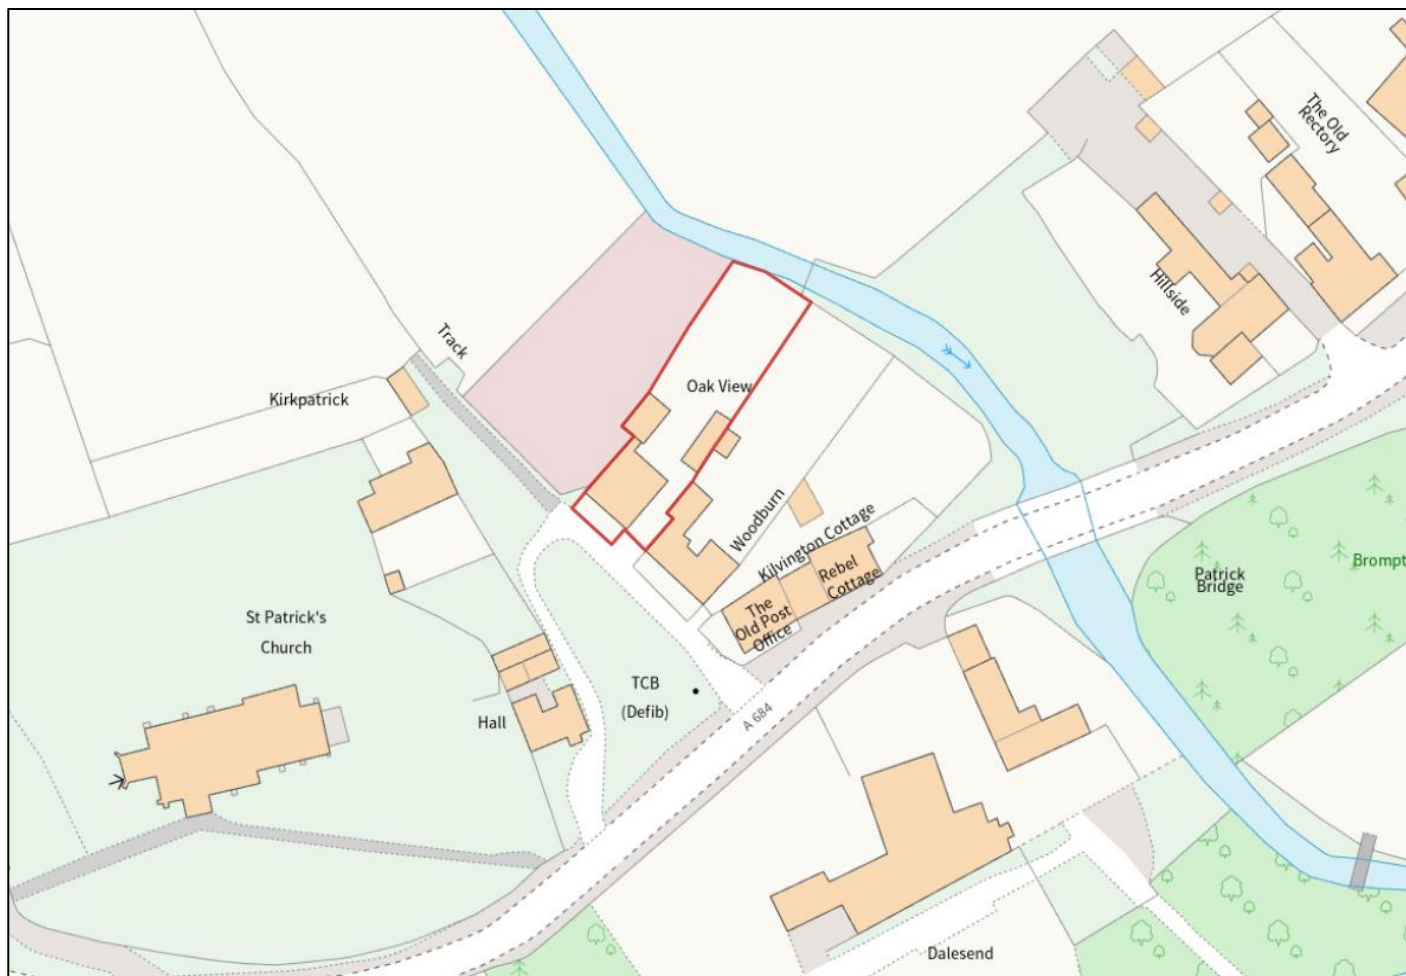 The Old
Rectory
Hillside
Track
Oak View
Kirkpatrick
Woodburn
Kilvington Cottage
Rebel
Cottage
Patrick
Bridge
Brompt
The
Old Post
Office
St Patrick's
Church
TCB
(Defib)
Hall
A 684
Dalesend